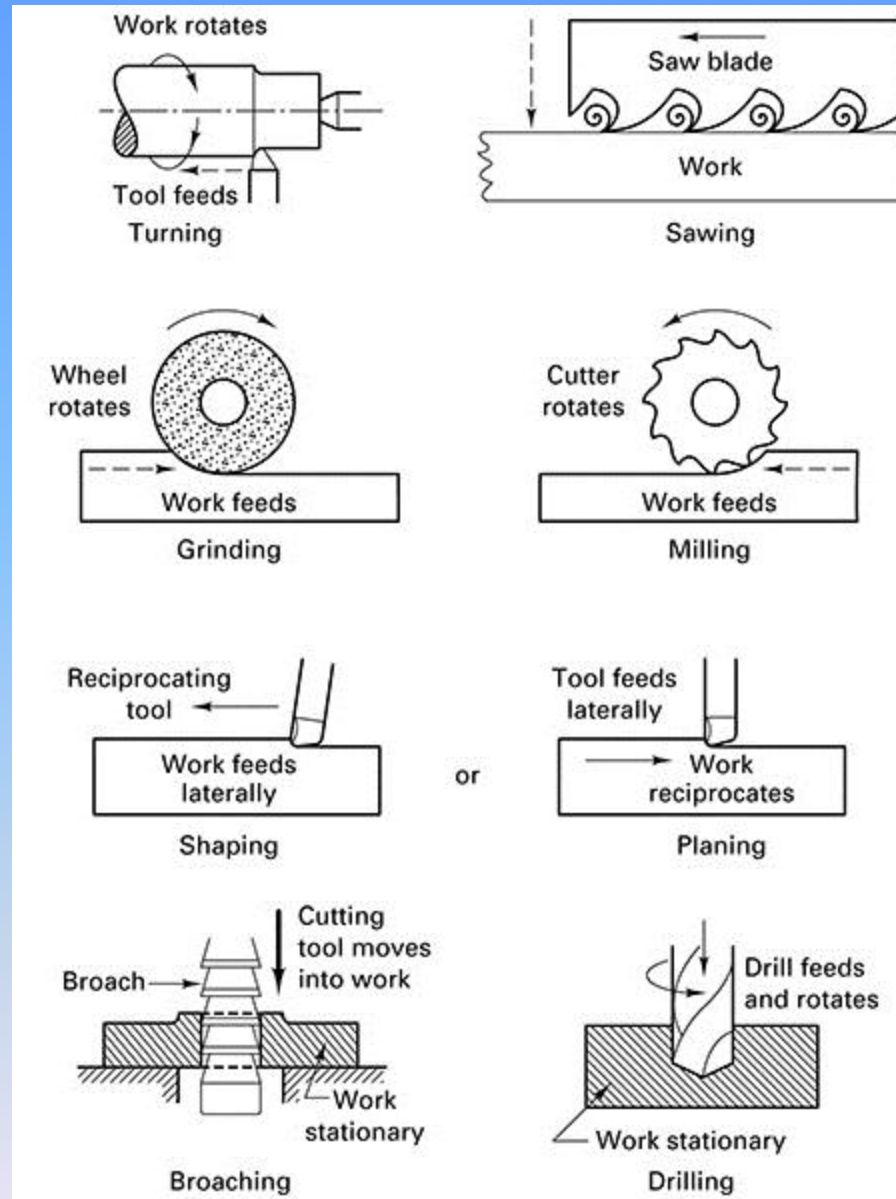 Work rotates
Tool feeds
Turning
Saw blade
Work
Sawing
Wheel
rotates
Work feeds
Grinding
Cutter
rotates
Work feeds
Milling
Reciprocating
tool
Work feeds
laterally
Shaping
or
Tool feeds
laterally
Work
reciprocates
Planing
Cutting
tool moves
into work
Broach
Work
stationary
Broaching
Drill feeds
and rotates
Work stationary
Drilling